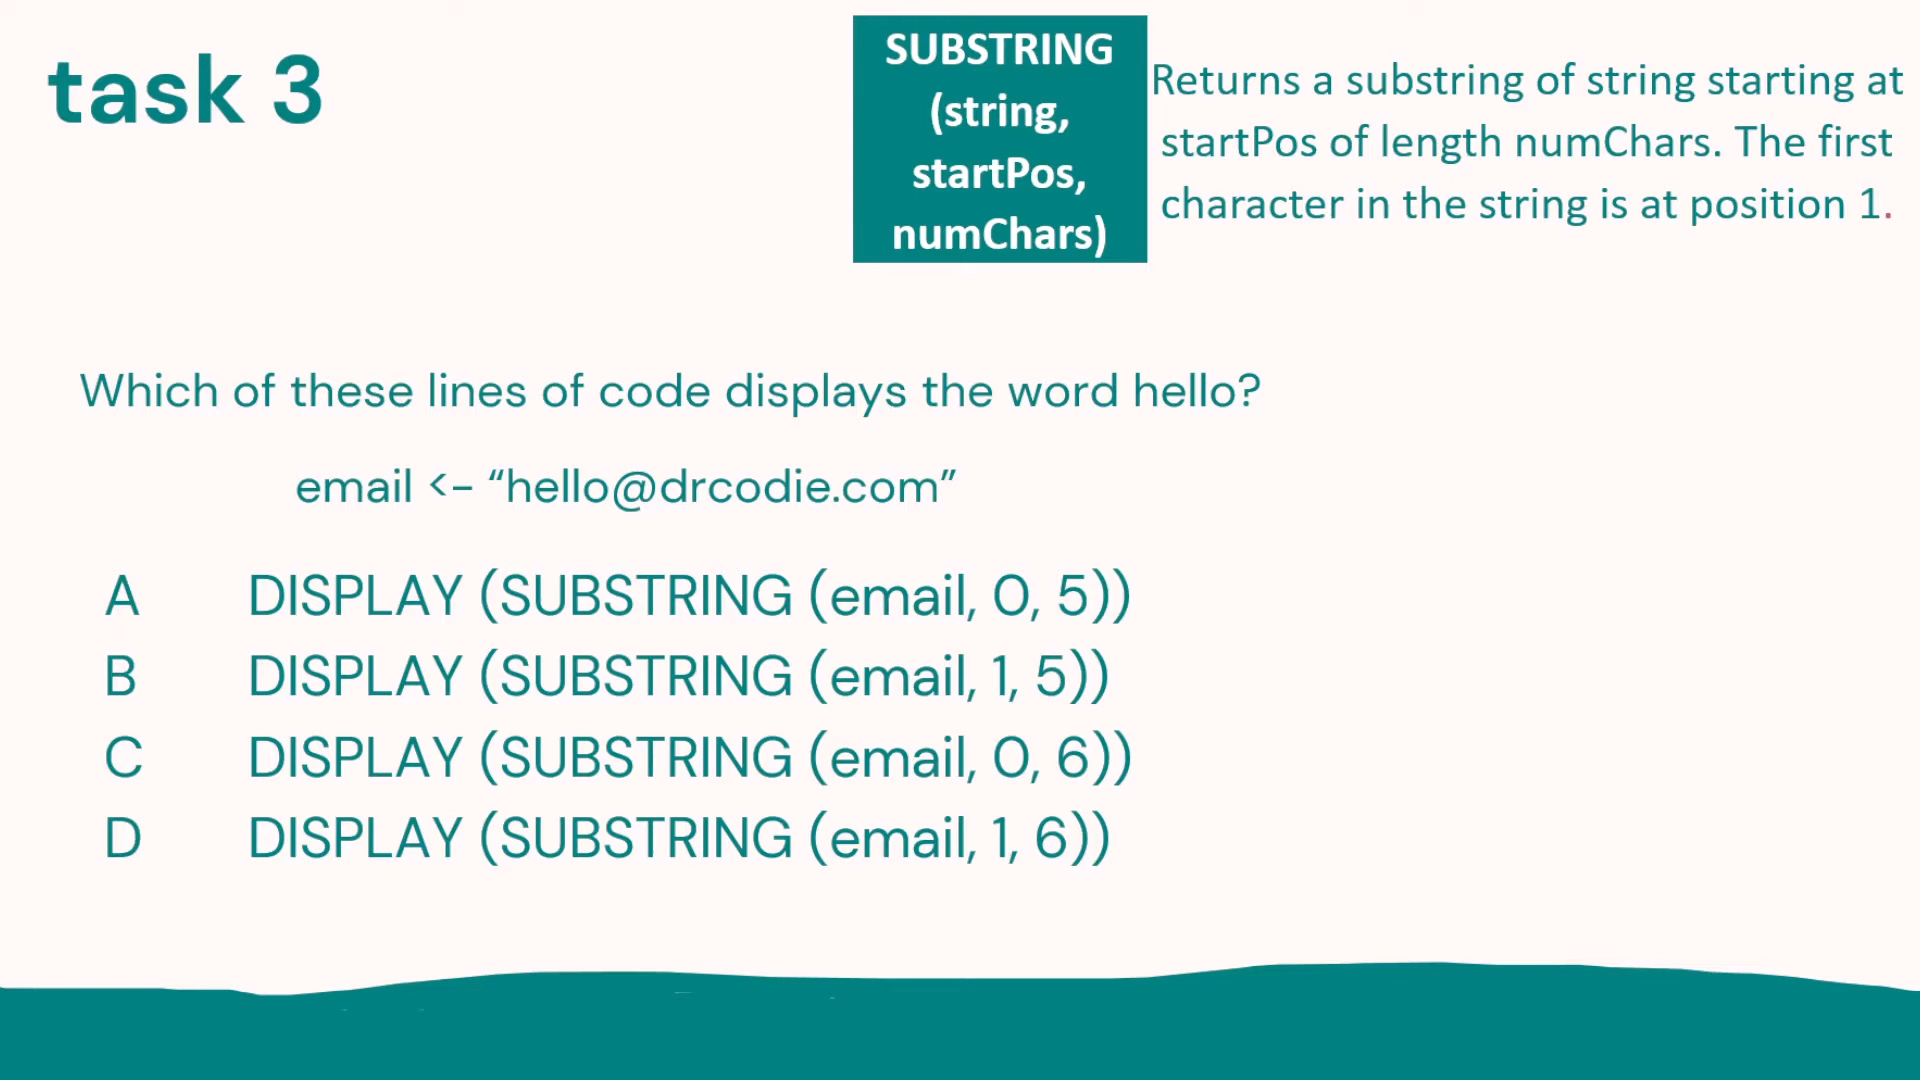 task 3
SUBSTRING
(string,
startPos,
numChars)
Returns a substring of string starting at
startPos of length numChars. The first
character in the string is at position 1.
Which of these lines of code displays the word hello?
email <- “hello@drcodie.com”
A DISPLAY (SUBSTRING (email, 0, 5))
B DISPLAY (SUBSTRING (email, 1, 5))
C DISPLAY (SUBSTRING (email, 0, 6))
D DISPLAY (SUBSTRING (email, 1, 6))